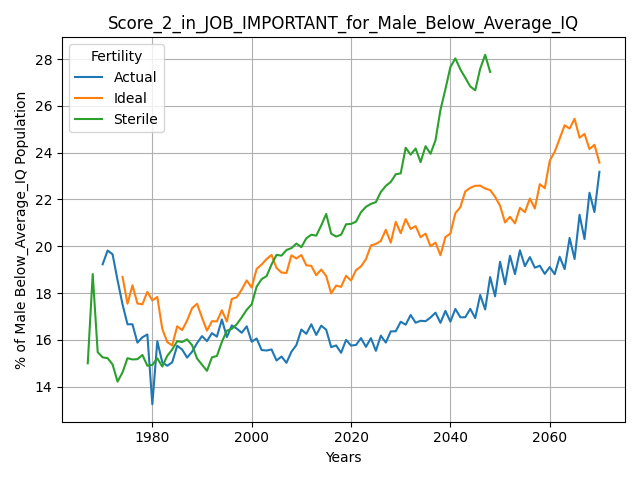 Score_2_in_JOB_IMPORTANT_for_Male_Below_Average_IQ
Fertility
Actual
Ideal
Sterile
% of Male Below_Average_IQ Population
28
26
24
22
20
18
16
14
1980
2000
2020
2040
2060
Years